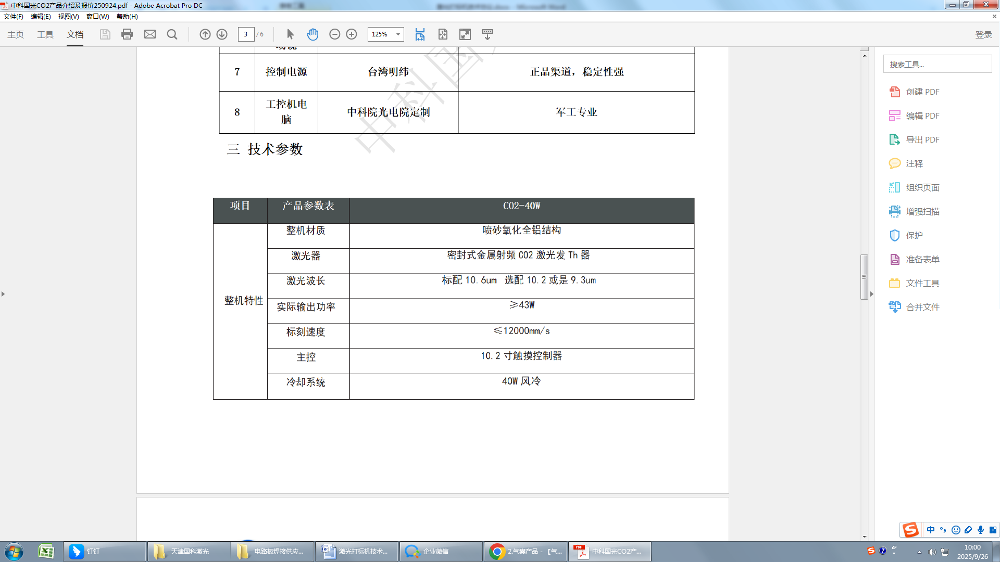 中科国光CO2产品介绍及报价250924.pdf - Adobe Acrobat Pro DC
文件(F) 编辑(E) 视图(V) 窗口(W) 帮助(H)
主页 工具 文档 3 / 6 125% 登录
7 控制电源 台湾明纬 正品渠道，稳定性强
8 工控机电脑 中科院光电院定制 军工专业
中科国
三 技术参数
项目 产品参数表 CO2-40W
整机特性
整机材质 喷砂氧化全铝结构
激光器 密封式金属射频 CO2 激光发 Th 器
激光波长 标配 10.6um 选配 10.2 或是 9.3um
实际输出功率 ≥43W
标刻速度 ≤12000mm/s
主控 10.2 寸触摸控制器
冷却系统 40W 风冷
搜索工具...
创建 PDF
编辑 PDF
导出 PDF
注释
组织页面
增强扫描
保护
准备表单
文件工具
合并文件
中
钉钉 天津国科激光 电路板焊接供应... 激光打标机技术... 企业微信 2.气囊产品 - 【气... 中科国光CO2产...
10:00
2025/9/26